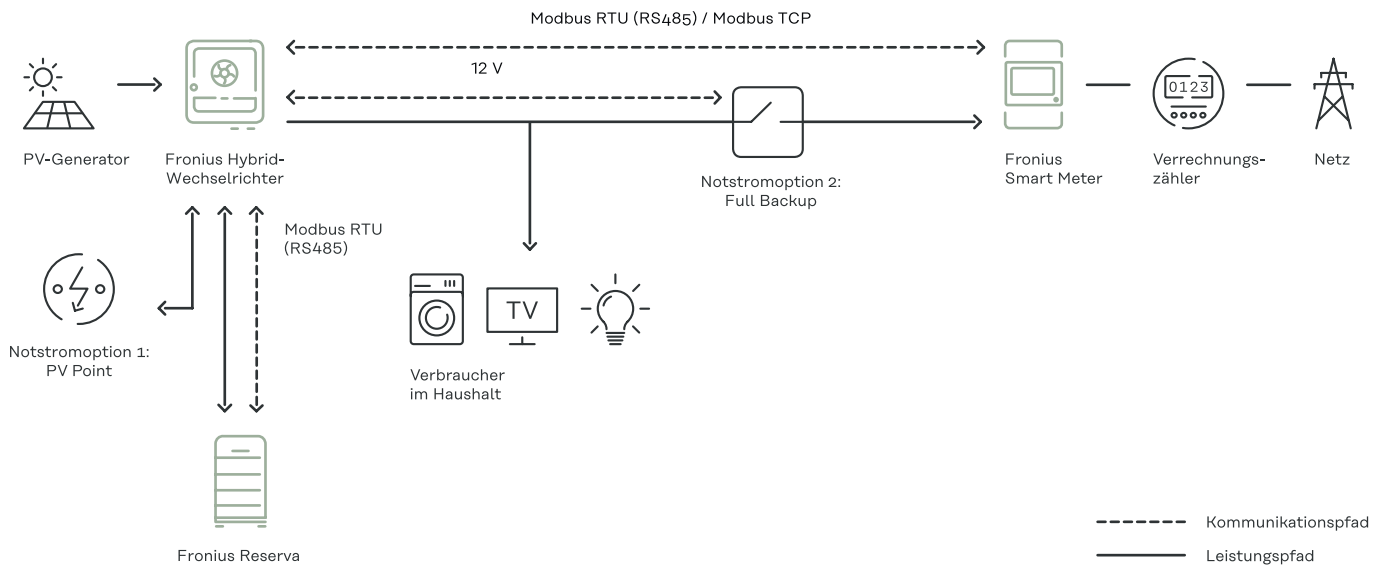 Modbus RTU (RS485) / Modbus TCP
12 V
0123
PV-Generator
Fronius Hybrid-
Wechselrichter
Notstromoption 2:
Full Backup
Fronius
Smart Meter
Verrechnungs-
zähler
Netz
Modbus RTU
(RS485)
TV
Notstromoption 1:
PV Point
Verbraucher
im Haushalt
Fronius Reserva
Kommunikationspfad
Leistungspfad